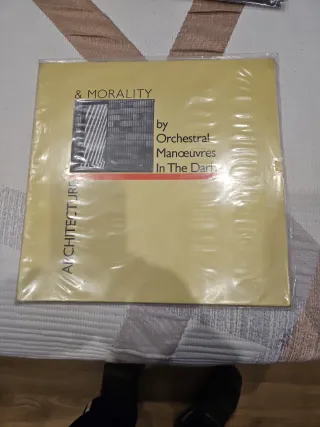 ARCHITECTURE
& MORALITY
by
Orchestral
Manœuvres
In The Dark